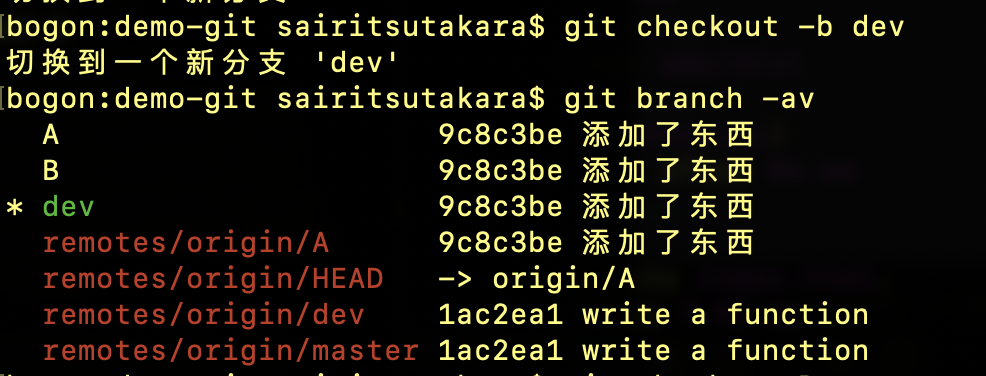 bogon:demo-git sairitsutakara$ git checkout -b dev
切换到一个新分支 'dev'
bogon:demo-git sairitsutakara$ git branch -av
A 9c8c3be 添加了东西
B 9c8c3be 添加了东西
* dev 9c8c3be 添加了东西
remotes/origin/A 9c8c3be 添加了东西
remotes/origin/HEAD -> origin/A
remotes/origin/dev 1ac2ea1 write a function
remotes/origin/master 1ac2ea1 write a function